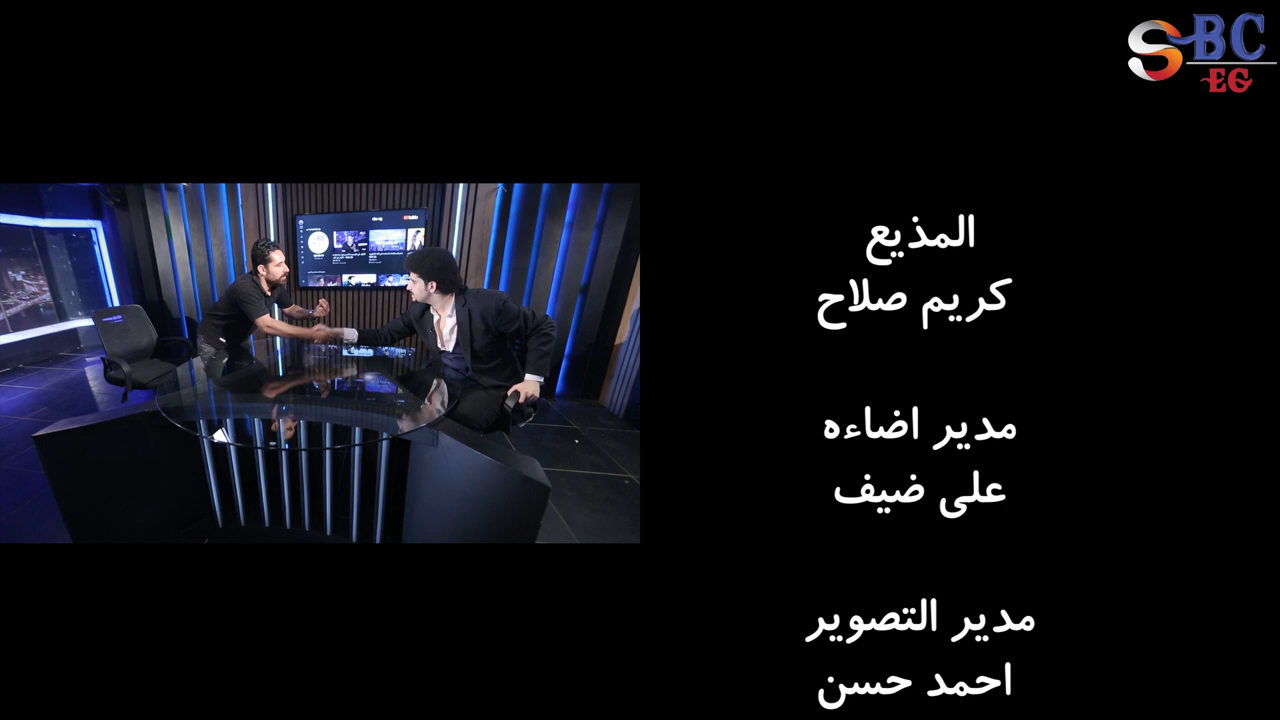 SBC
EG
المذيع
كريم صلاح
مدير اضاءه
على ضيف
مدير التصوير
احمد حسن